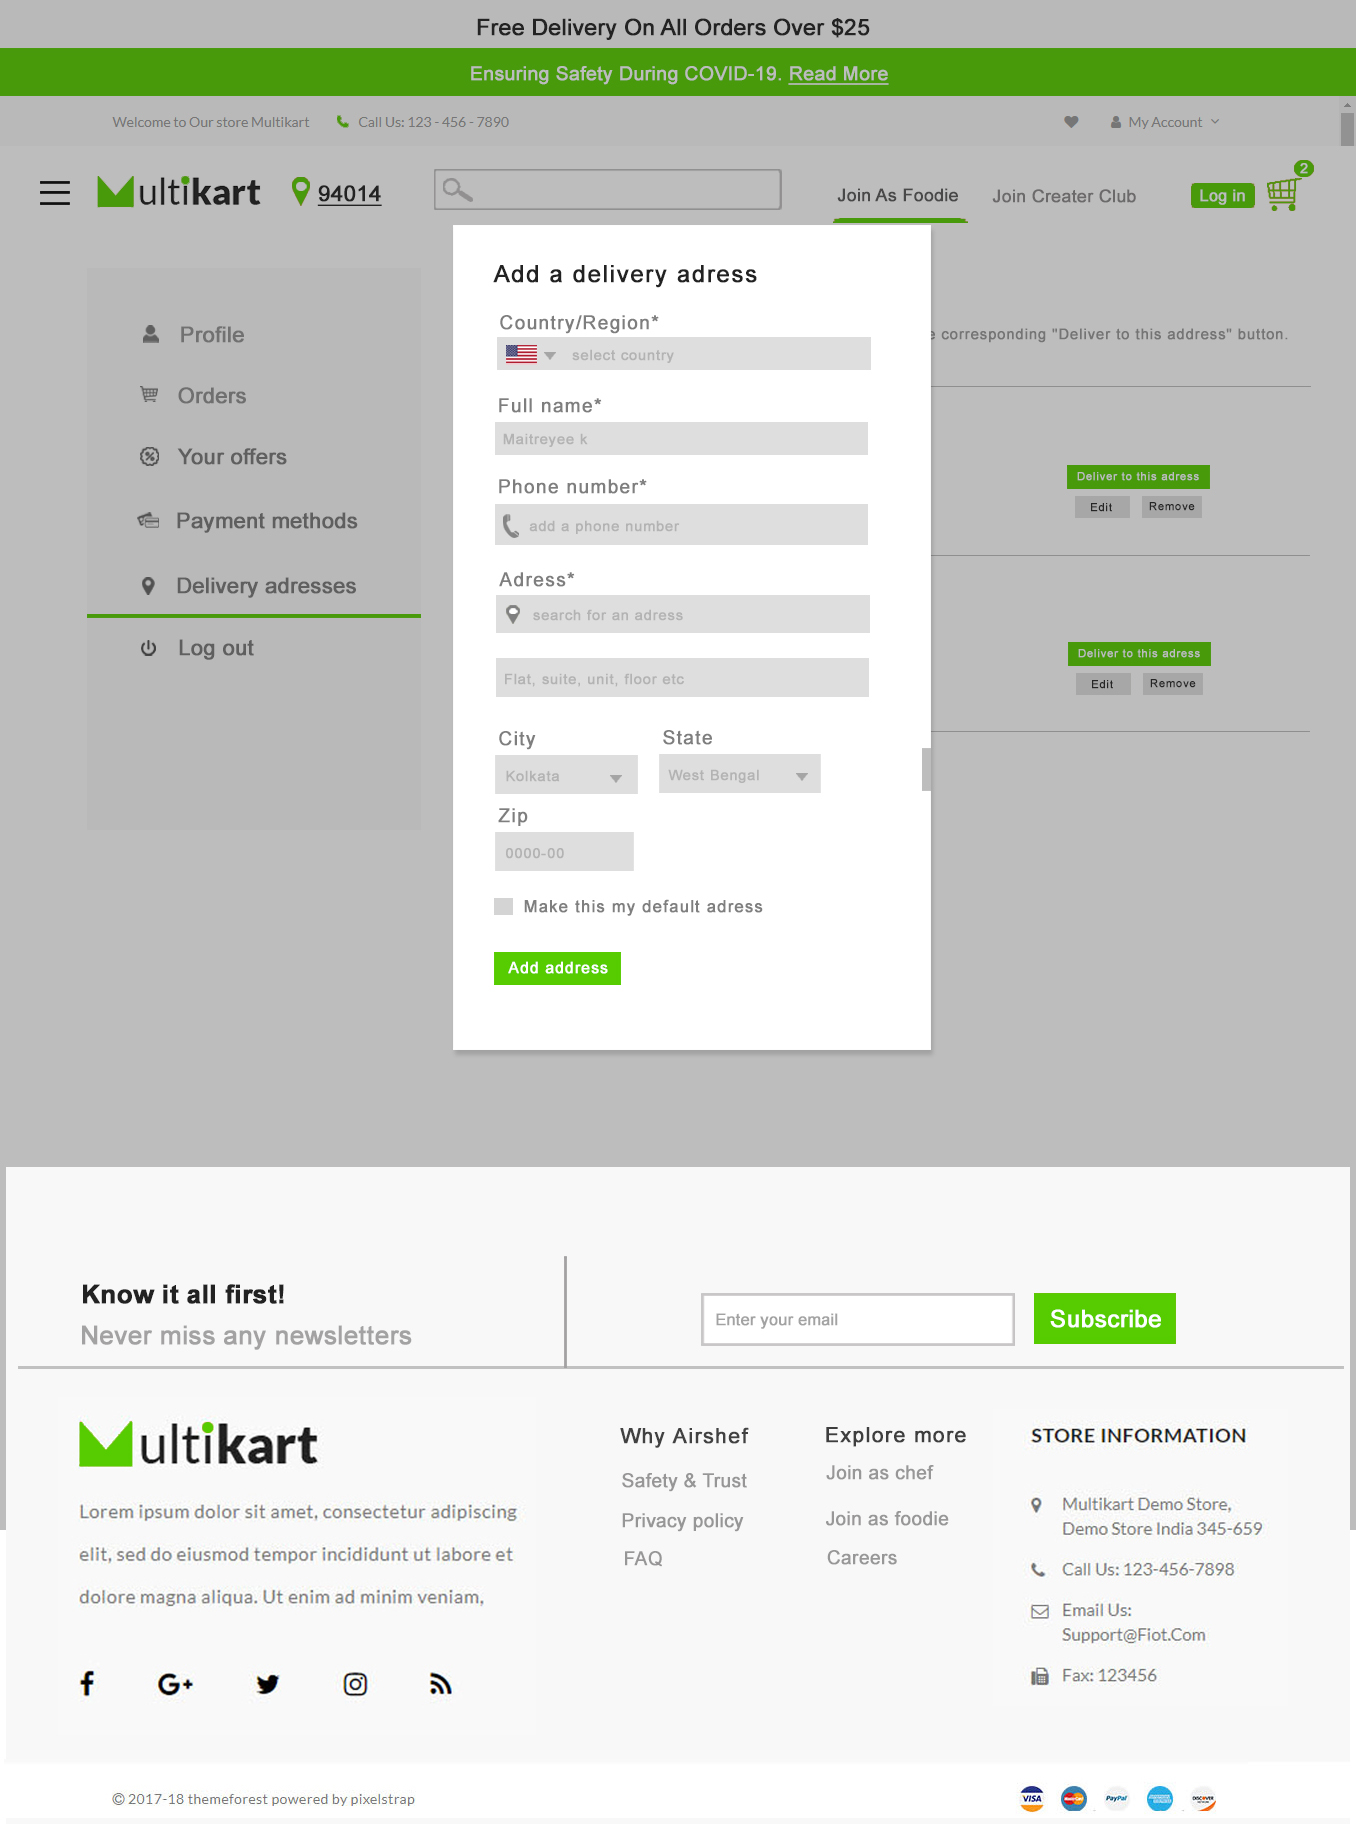 Free Delivery On All Orders Over $25
Ensuring Safety During COVID-19. Read More
Welcome to Our store Multikart
Call Us: 123 - 456 - 7890
My Account
Multikart
94014
Join As Foodie
Join Creater Club
Log in
2
Profile
Orders
Your offers
Payment methods
Delivery adresses
Log out
Add a delivery adress
Country/Region*
select country
Full name*
Maitreyee k
Phone number*
add a phone number
Adress*
search for an adress
Flat, suite, unit, floor etc
City
State
Kolkata
West Bengal
Zip
0000-00
Make this my default adress
Add address
corresponding "Deliver to this address" button.
Deliver to this adress
Edit
Remove
Deliver to this adress
Edit
Remove
Know it all first!
Never miss any newsletters
Enter your email
Subscribe
Multikart
Lorem ipsum dolor sit amet, consectetur adipiscing
elit, sed do eiusmod tempor incididunt ut labore et
dolore magna aliqua. Ut enim ad minim veniam,
Why Airshef
Safety & Trust
Privacy policy
FAQ
Explore more
Join as chef
Join as foodie
Careers
STORE INFORMATION
Multikart Demo Store,
Demo Store India 345-659
Call Us: 123-456-7898
Email Us:
Support@Fiot.Com
Fax: 123456
© 2017-18 themeforest powered by pixelstrap
VISA
MasterCard
PayPal
DISCOVER